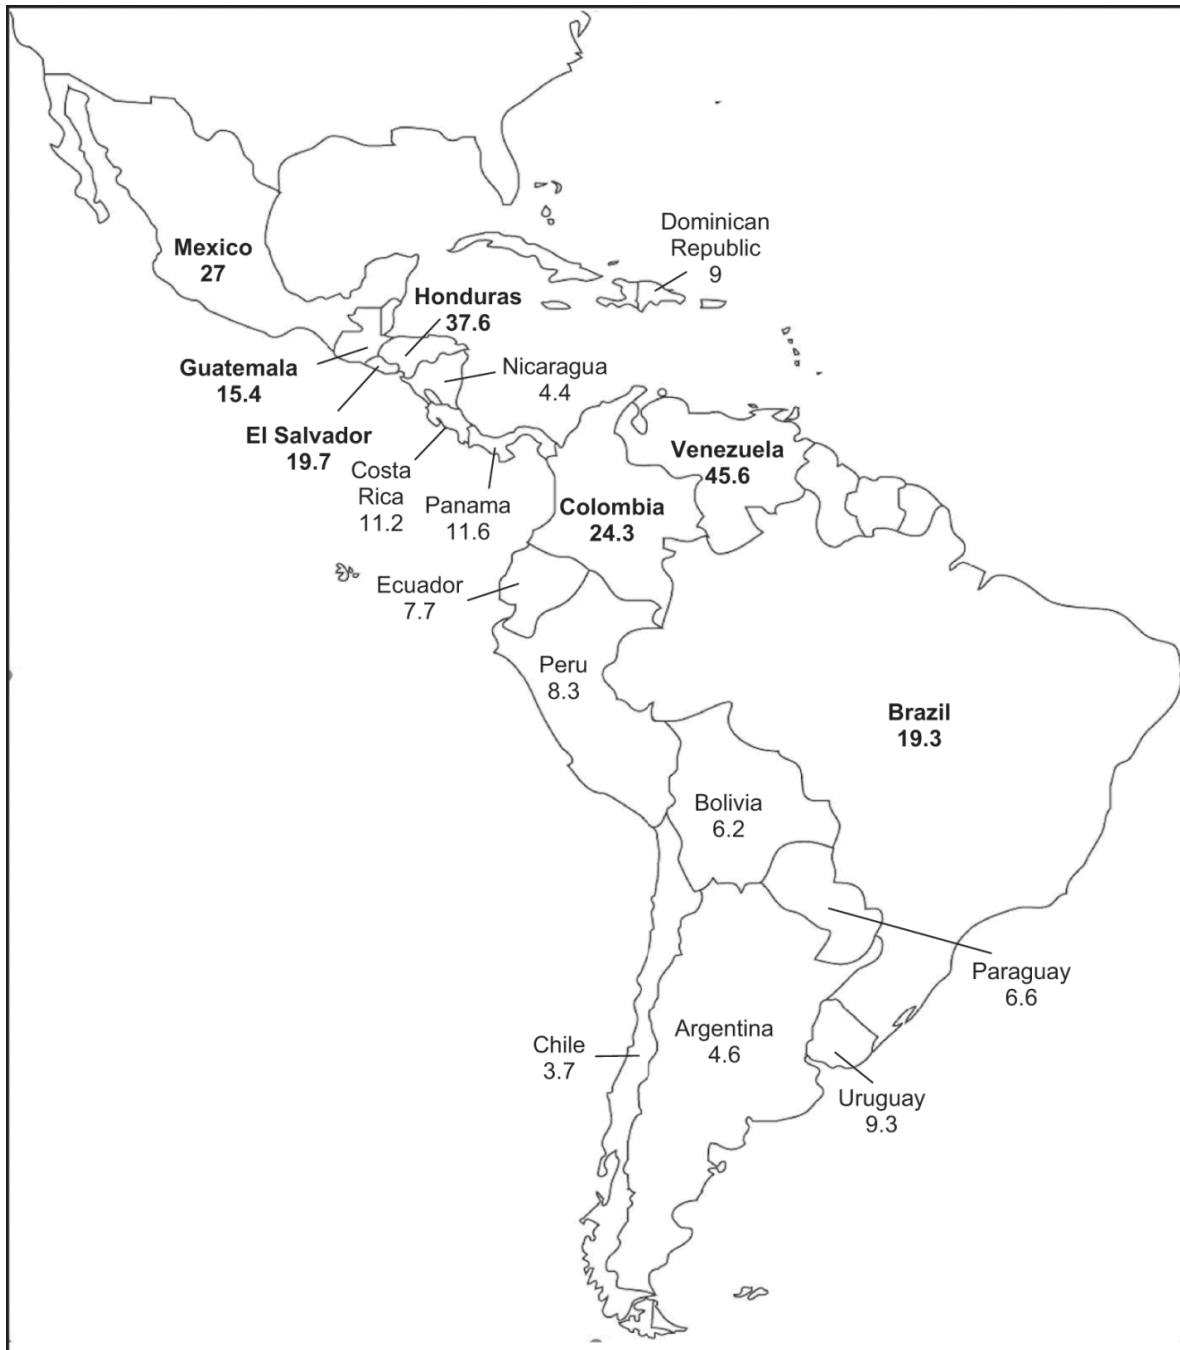 Dominican
Republic
9
Mexico
27
Honduras
37.6
Guatemala
15.4
Nicaragua
4.4
El Salvador
19.7
Costa
Rica
11.2
Panama
11.6
Venezuela
45.6
Colombia
24.3
Ecuador
7.7
Peru
8.3
Brazil
19.3
Bolivia
6.2
Paraguay
6.6
Argentina
4.6
Chile
3.7
Uruguay
9.3